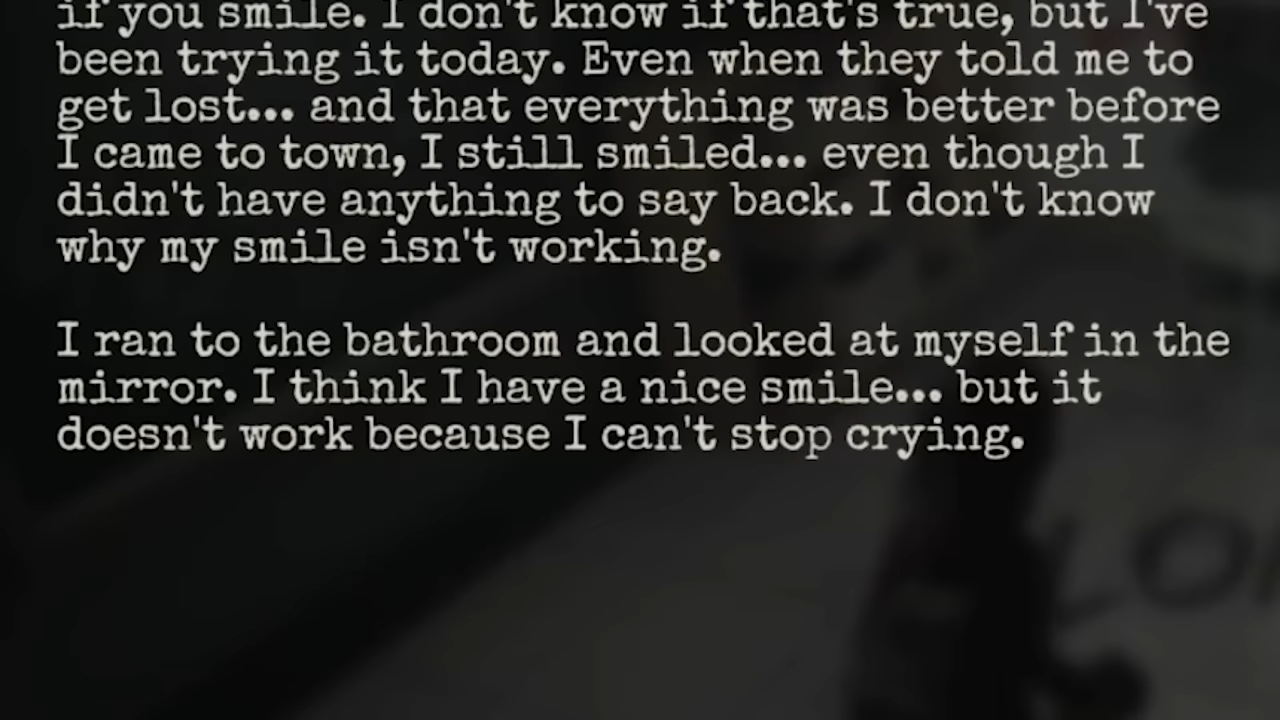 if you smile. I don't know if that's true, but I've
been trying it today. Even when they told me to
get lost... and that everything was better before
I came to town, I still smiled... even though I
didn't have anything to say back. I don't know
why my smile isn't working.
I ran to the bathroom and looked at myself in the
mirror. I think I have a nice smile... but it
doesn't work because I can't stop crying.